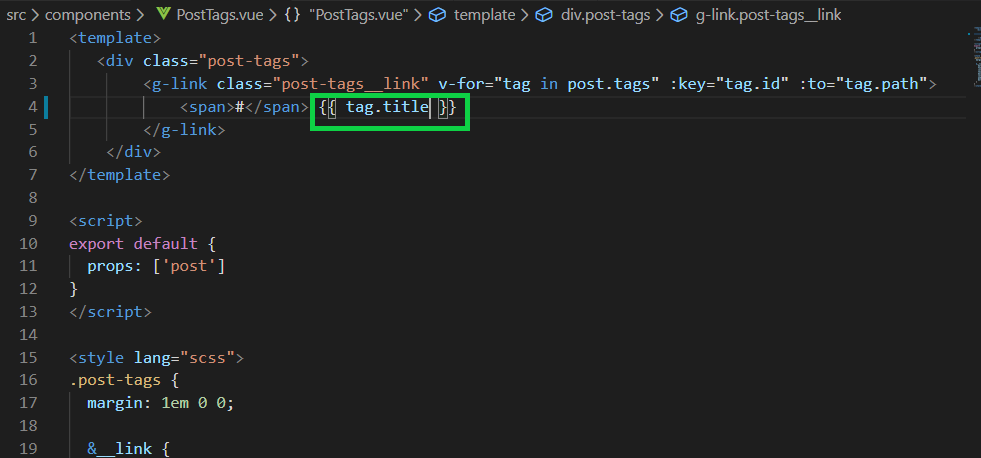 src > components > PostTags.vue > {} "PostTags.vue" > template > div.post-tags > g-link.post-tags__link
1 <template>
2 <div class="post-tags">
3 <g-link class="post-tags__link" v-for="tag in post.tags" :key="tag.id" :to="tag.path">
4 <span>#</span> {{ tag.title }}
5 </g-link>
6 </div>
7 </template>
8
9 <script>
10 export default {
11 props: ['post']
12 }
13 </script>
14
15 <style lang="scss">
16 .post-tags {
17 margin: 1em 0 0;
18
19 &__link {